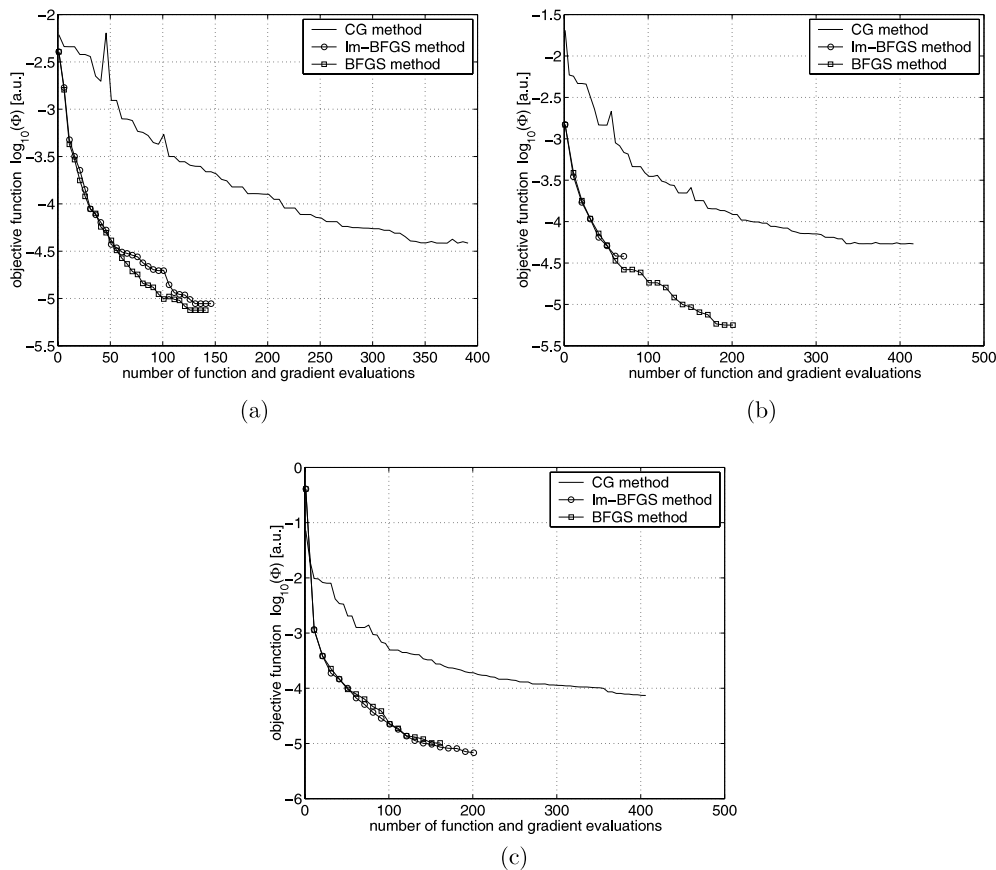 −2
−2.5
−3
−3.5
−4
−4.5
−5
−5.5
0 50 100 150 200 250 300 350 400
objective function log10(Φ) [a.u.]
number of function and gradient evaluations
CG method
lm−BFGS method
BFGS method
(a)
−1.5
−2
−2.5
−3
−3.5
−4
−4.5
−5
−5.5
0 100 200 300 400 500
objective function log10(Φ) [a.u.]
number of function and gradient evaluations
CG method
lm−BFGS method
BFGS method
(b)
0
−1
−2
−3
−4
−5
−6
0 100 200 300 400 500
objective function log10(Φ) [a.u.]
number of function and gradient evaluations
CG method
lm−BFGS method
BFGS method
(c)